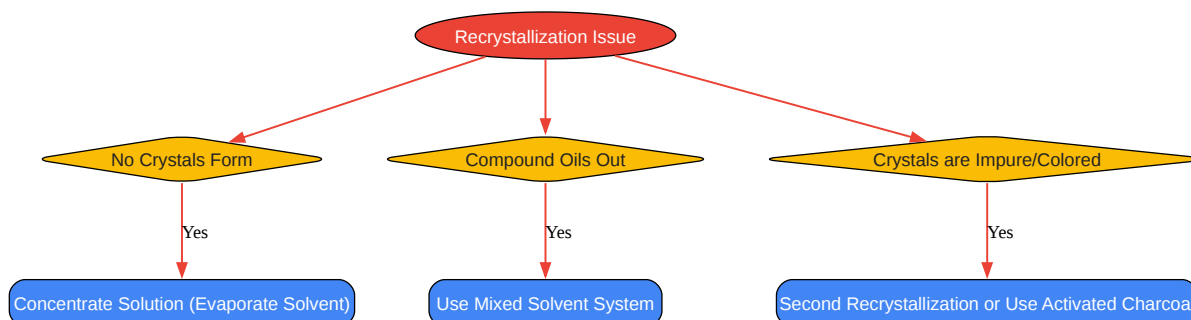 Recrystallization Issue
No Crystals Form
Compound Oils Out
Crystals are Impure/Colored
Yes
Yes
Yes
Concentrate Solution (Evaporate Solvent)
Use Mixed Solvent System
Second Recrystallization or Use Activated Charcoa